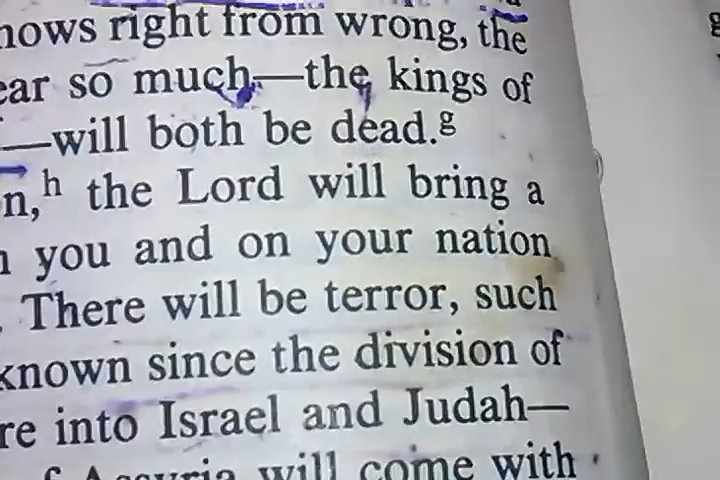 nows right from wrong, the
ear so much,—the kings of
—will both be dead.g
n,h the Lord will bring a
n you and on your nation
. There will be terror, such
known since the division of
re into Israel and Judah—
of Assyria will come with